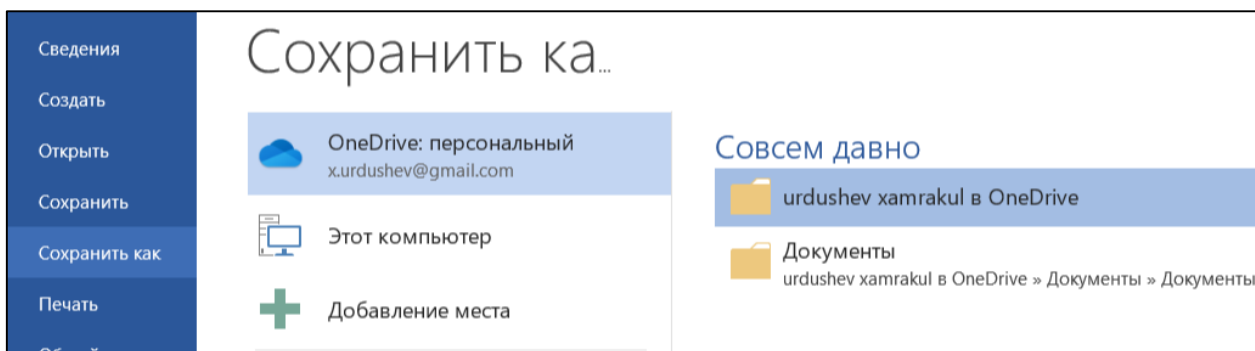 Сведения
Создать
Открыть
Сохранить
Сохранить как
Печать
Сохранить ка...
OneDrive: персональный
x.urdushev@gmail.com
Этот компьютер
Добавление места
Совсем давно
urdushev xamrakul в OneDrive
Документы
urdushev xamrakul в OneDrive » Документы » Документы